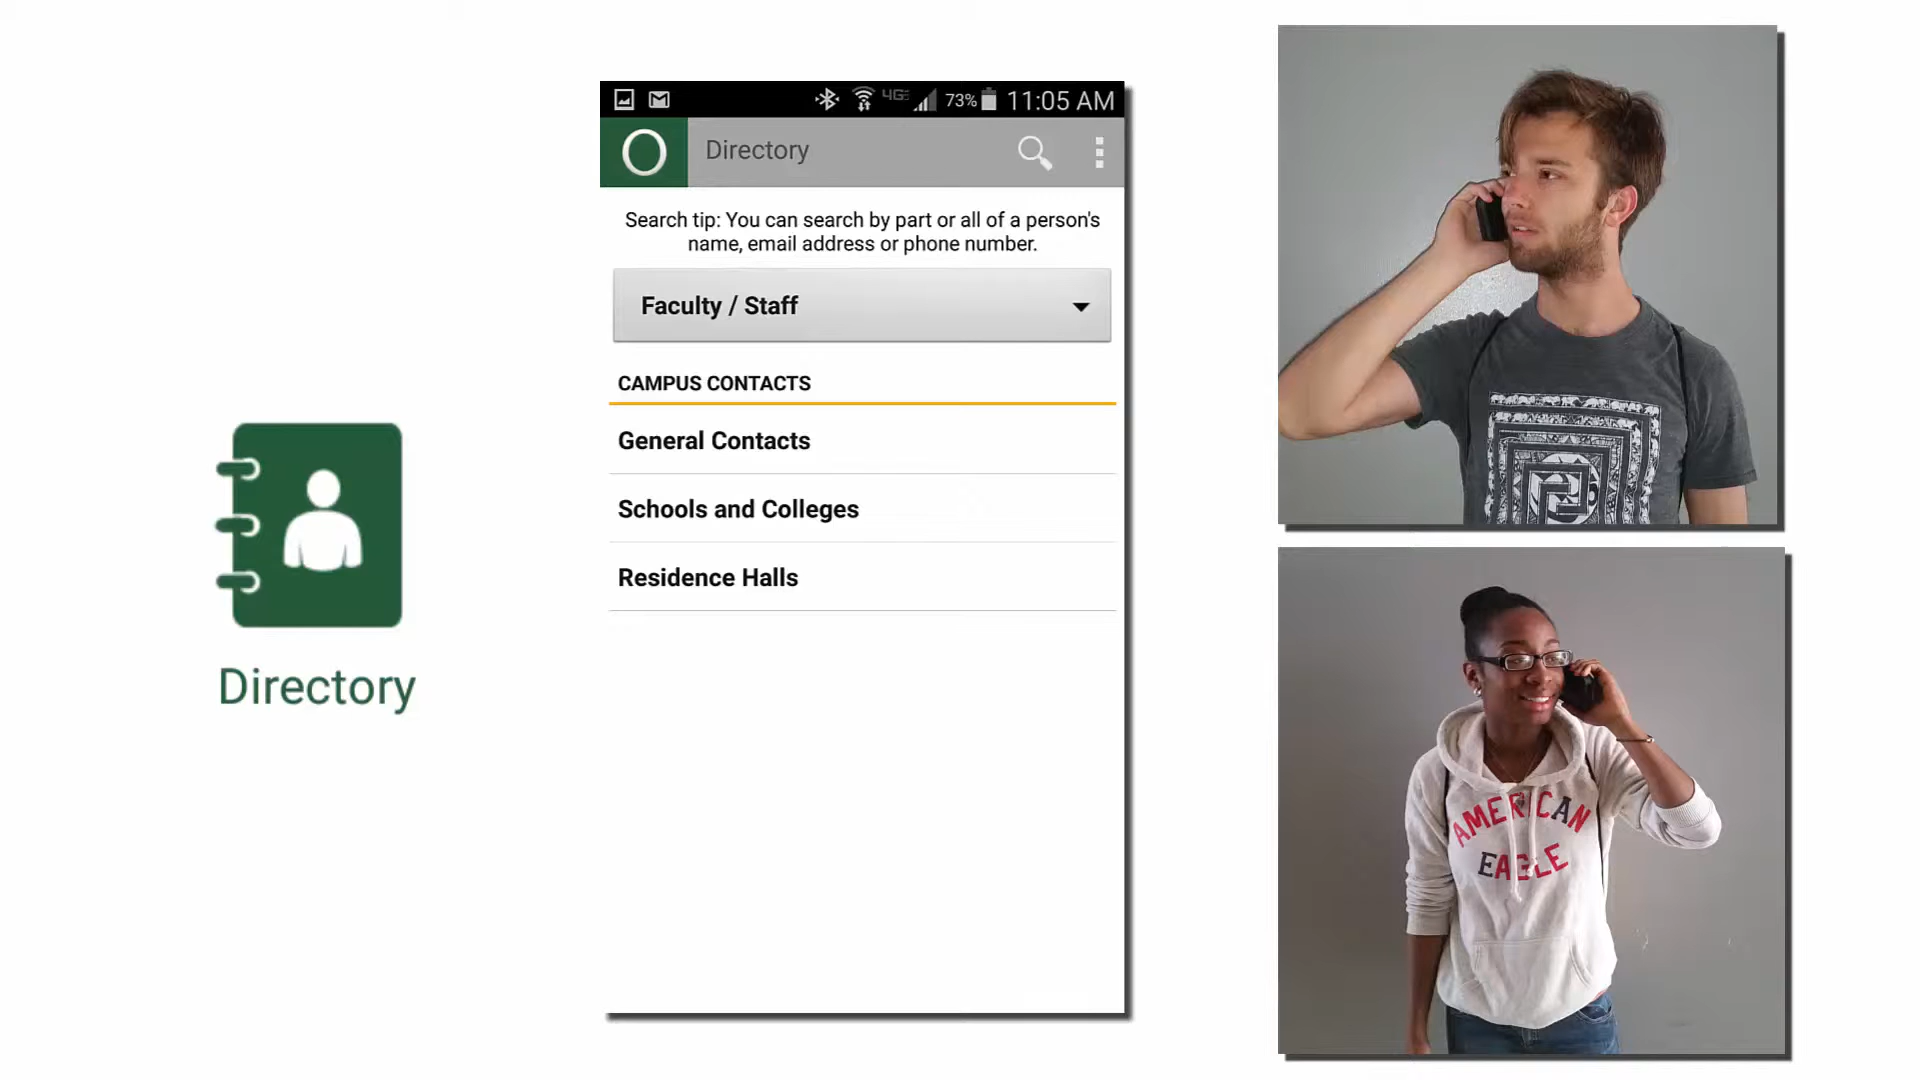 Directory
4G
73%
11:05 AM
O
Directory
Search tip: You can search by part or all of a person's
name, email address or phone number.
Faculty / Staff
CAMPUS CONTACTS
General Contacts
Schools and Colleges
Residence Halls
AMERICAN
EAGLE